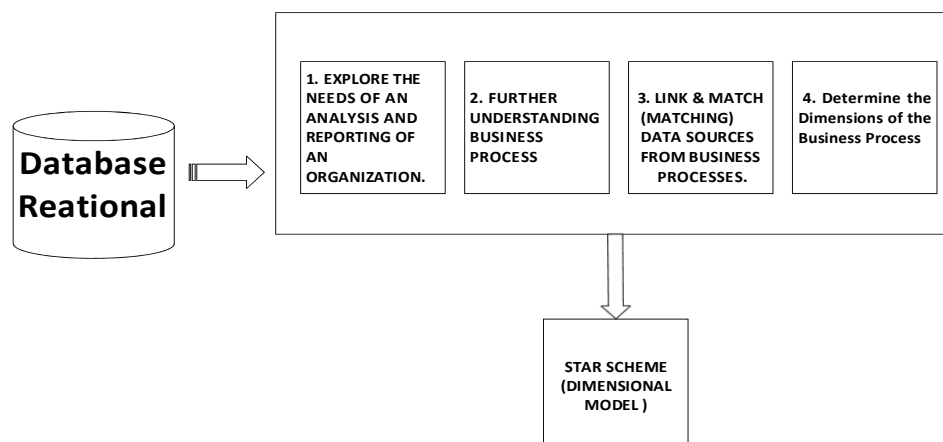 Database
Reational
1. EXPLORE THE
NEEDS OF AN
ANALYSIS AND
REPORTING OF
AN
ORGANIZATION.
2. FURTHER
UNDERSTANDING
BUSINESS
PROCESS
3. LINK & MATCH
(MATCHING)
DATA SOURCES
FROM BUSINESS
PROCESSES.
4. Determine the
Dimensions of the
Business Process
STAR SCHEME
(DIMENSIONAL
MODEL )